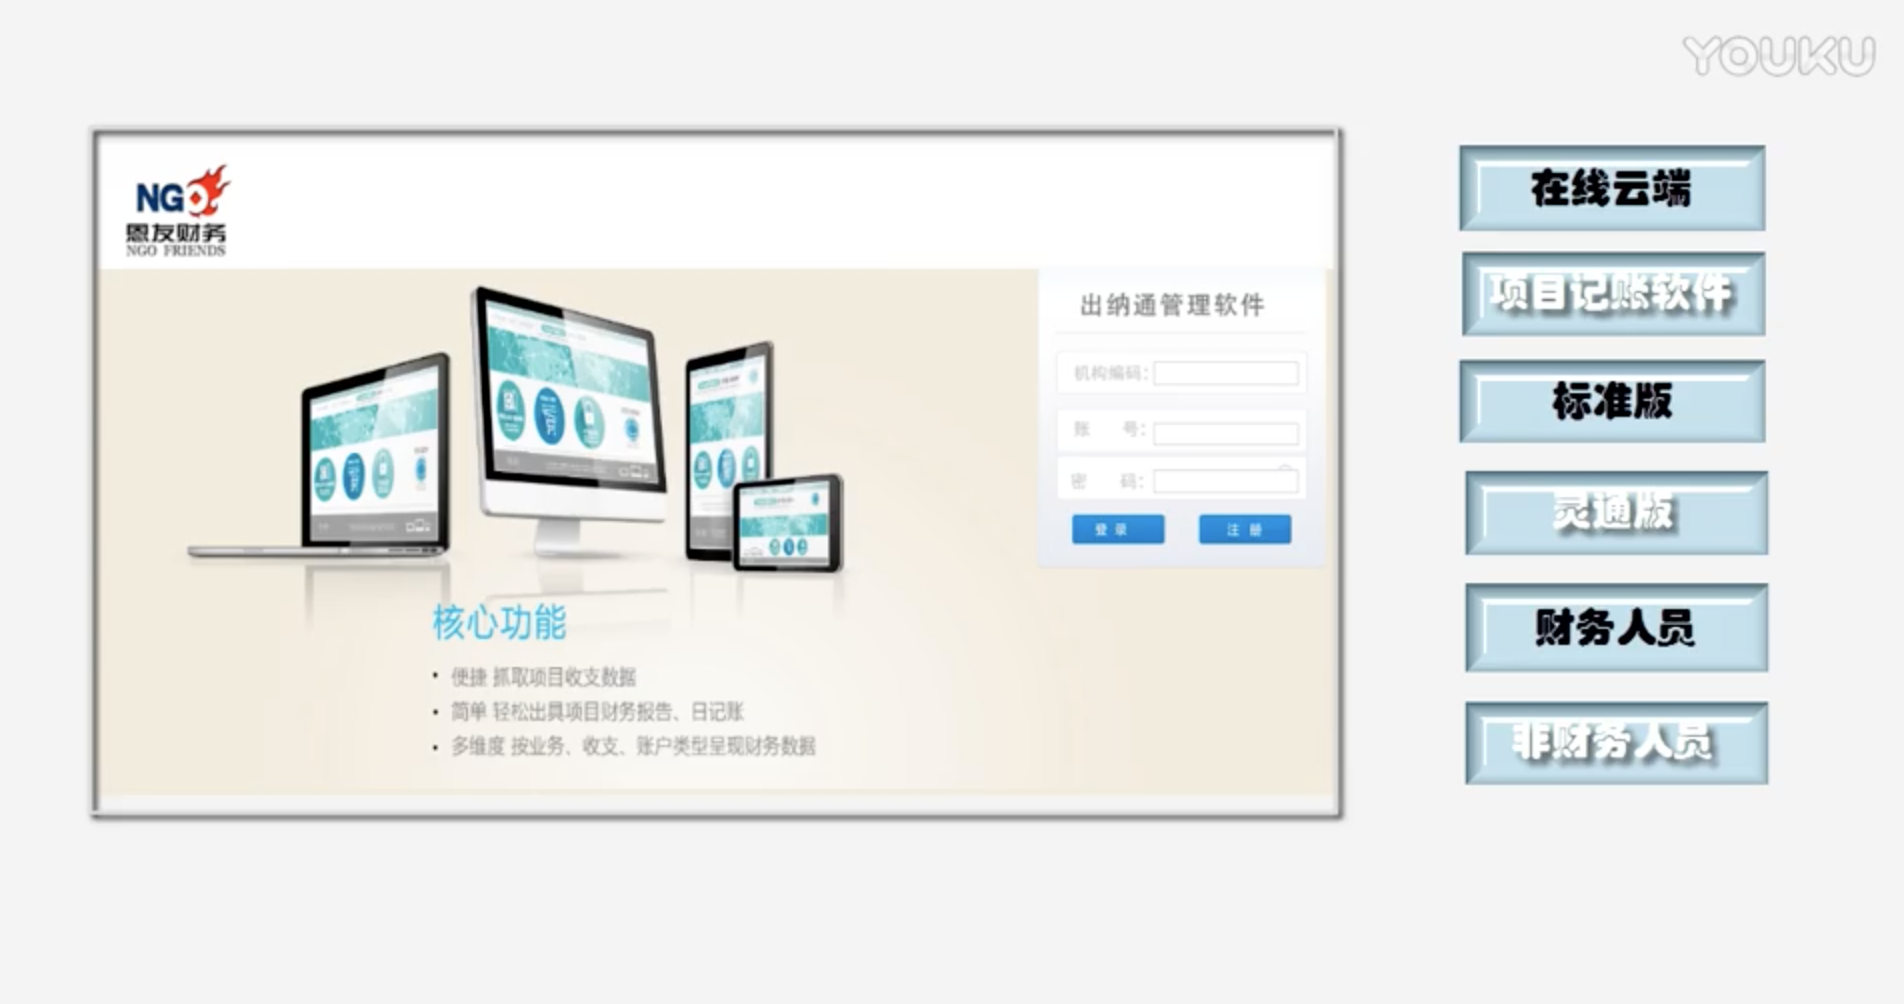 YOUKU
NGO
恩友财务
NGO FRIENDS
出纳通管理软件
机构编码:
账 号:
密 码:
登 录
注 册
核心功能
• 便捷 抓取项目收支数据
• 简单 轻松出具项目财务报告、日记账
• 多维度 按业务、收支、账户类型呈现财务数据
在线云端
项目记账软件
标准版
灵通版
财务人员
非财务人员